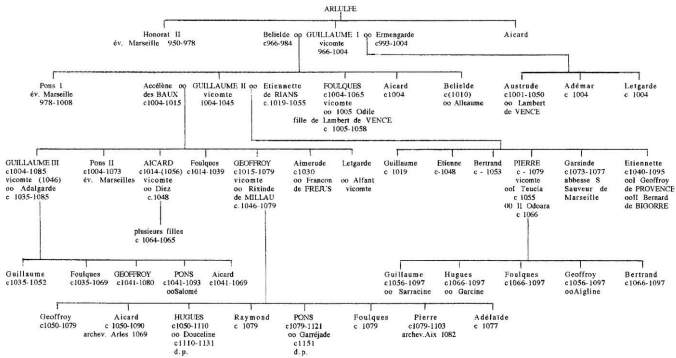 ARLULFE
Honorat II
év. Marseille 950-978
Belielde oo GUILLAUME I oo Ermengarde
c966-984 vicomte c993-1004
966-1004
Aicard
Pons I
év. Marseille
978-1008
Accélène oo GUILLAUME II oo Etiennette
des BAUX vicomte de RIANS
c1004-1015 1004-1045 c.1019-1055
FOULQUES
c1004-1065
vicomte
oo 1005 Odile
fille de Lambert de VENCE
c 1005-1058
Aicard
c1004
Belielde
(c1010)
oo Alleaume
Austrude
c1001-1050
oo Lambert
de VENCE
Adémar
c 1004
Letgarde
c 1004
GUILLAUME III
c1004-1085
vicomte (1046)
oo Adalgarde
c 1035-1085
Pons II
c1004-1073
év. Marseilles
AICARD
c1014-(1056)
vicomte
oo Diez
c.1048
Foulques
c1014-1039
GEOFFROY
c1015-1079
vicomte
oo Rixinde
de MILLAU
c.1046-1079
Aimerude
c1030
oo Francon
de FREJUS
Letgarde
oo Alfant
vicomte
Guillaume
c 1019
Etienne
c-1048
Bertrand
c - 1053
PIERRE
c - 1079
vicomte
ooI Teucia
c 1055
oo II Odoara
c 1066
Garsinde
c1073-1077
abbesse S
Sauveur de
Marseille
Etiennette
c1040-1095
ooI Geoffroy
de PROVENCE
ooII Bernard
de BIGORRE
plusieurs filles
c 1064-1065
Guillaume
c1035-1052
Foulques
c1035-1069
GEOFFROY
c1041-1080
PONS
c1041-1093
ooSalomé
Aicard
c1041-1069
Guillaume
c1056-1097
oo Sarracine
Hugues
c1066-1097
oo Garcine
Foulques
c1066-1097
Geoffroy
c1056-1097
ooAigline
Bertrand
c1066-1097
Geoffroy
c1050-1079
Aicard
c 1050-1090
archev. Arles 1069
HUGUES
c1050-1110
oo Douceline
c1110-1131
d.p.
Raymond
c 1079
PONS
c1079-1121
oo Garréjade
c1151
d.p.
Foulques
c 1079
Pierre
c1079-1103
archev.Aix 1082
Adélaïde
c 1077